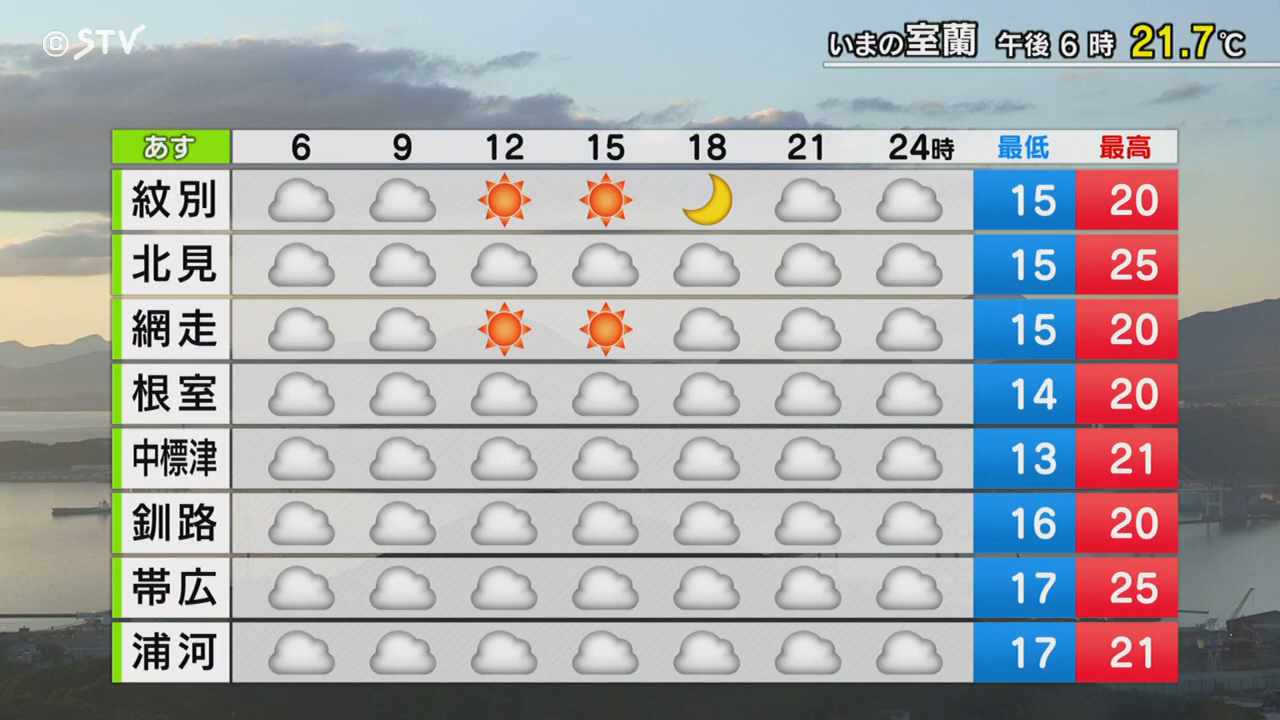 ©STV
いまの室蘭 午後6時 21.7℃
あす 6 9 12 15 18 21 24時 最低 最高
紋別 15 20
北見 15 25
網走 15 20
根室 14 20
中標津 13 21
釧路 16 20
帯広 17 25
浦河 17 21